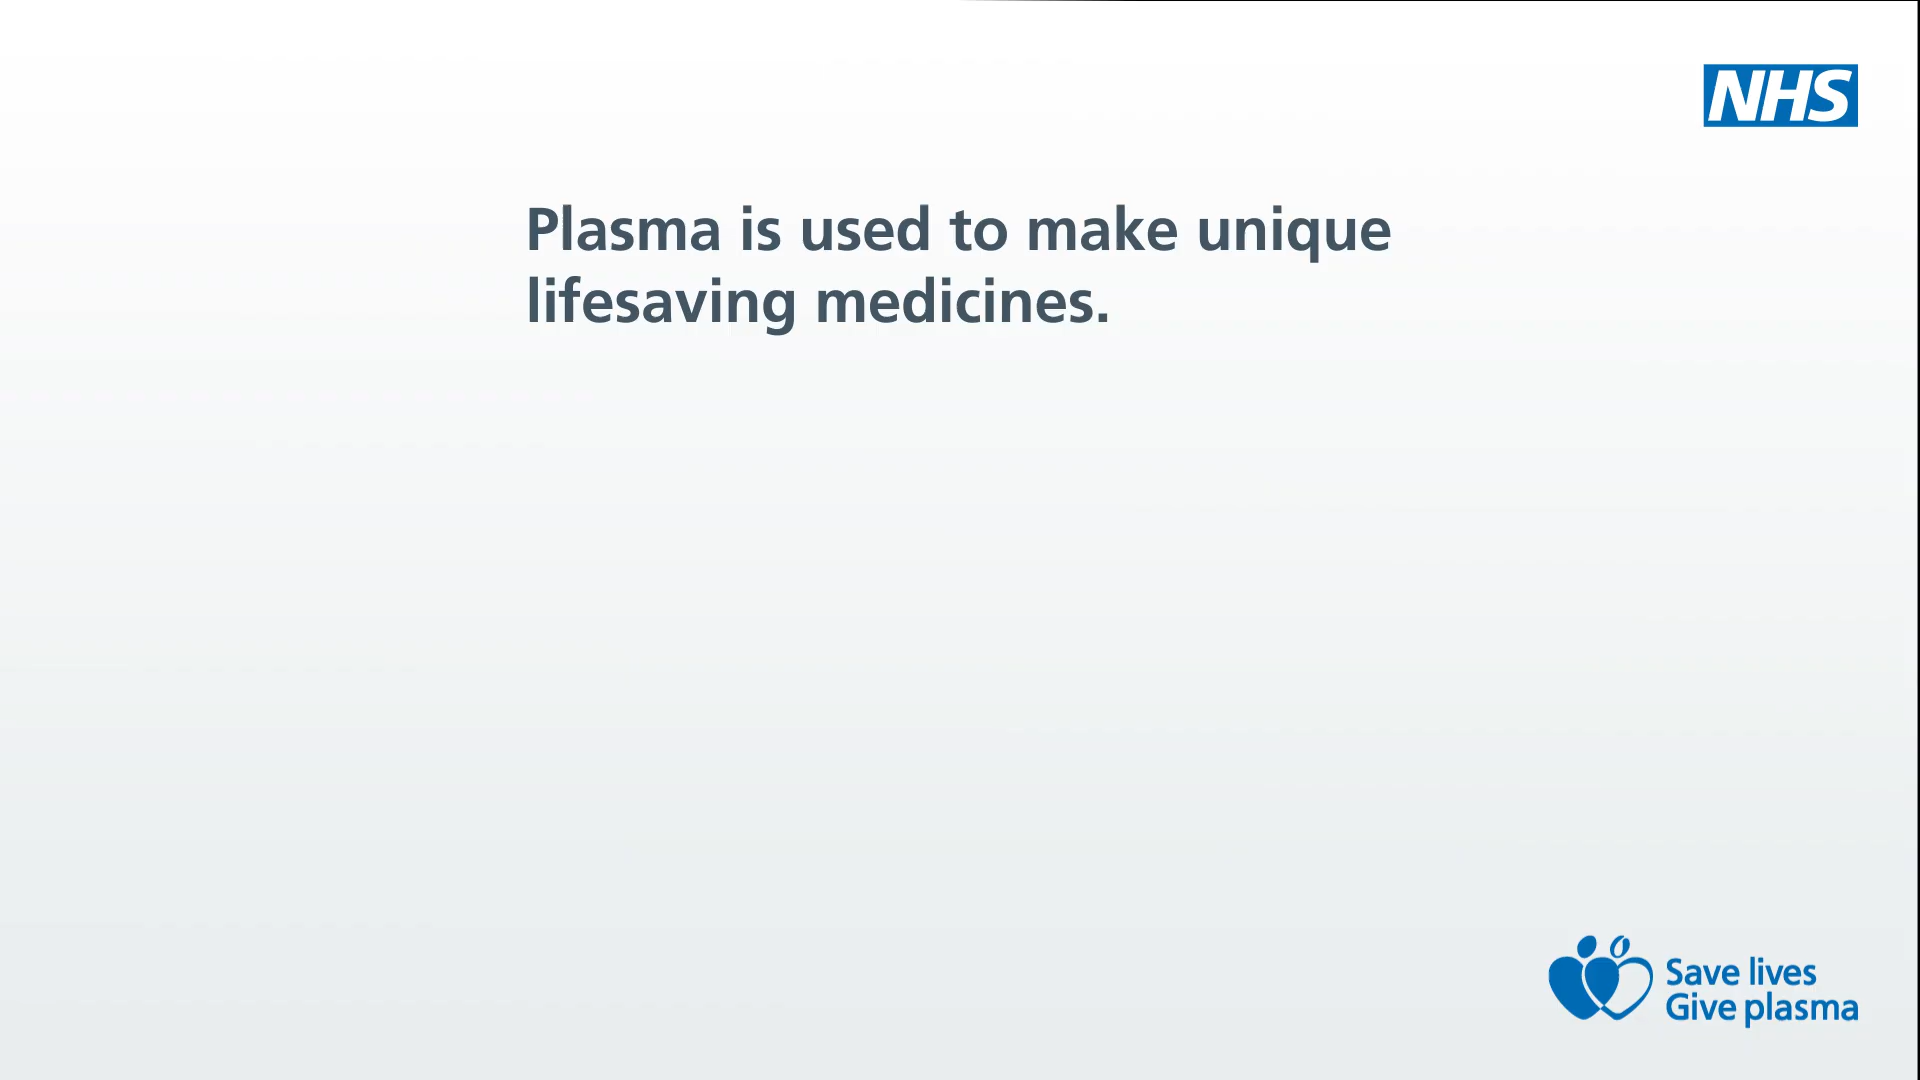 NHS
Plasma is used to make unique
lifesaving medicines.
Save lives
Give plasma